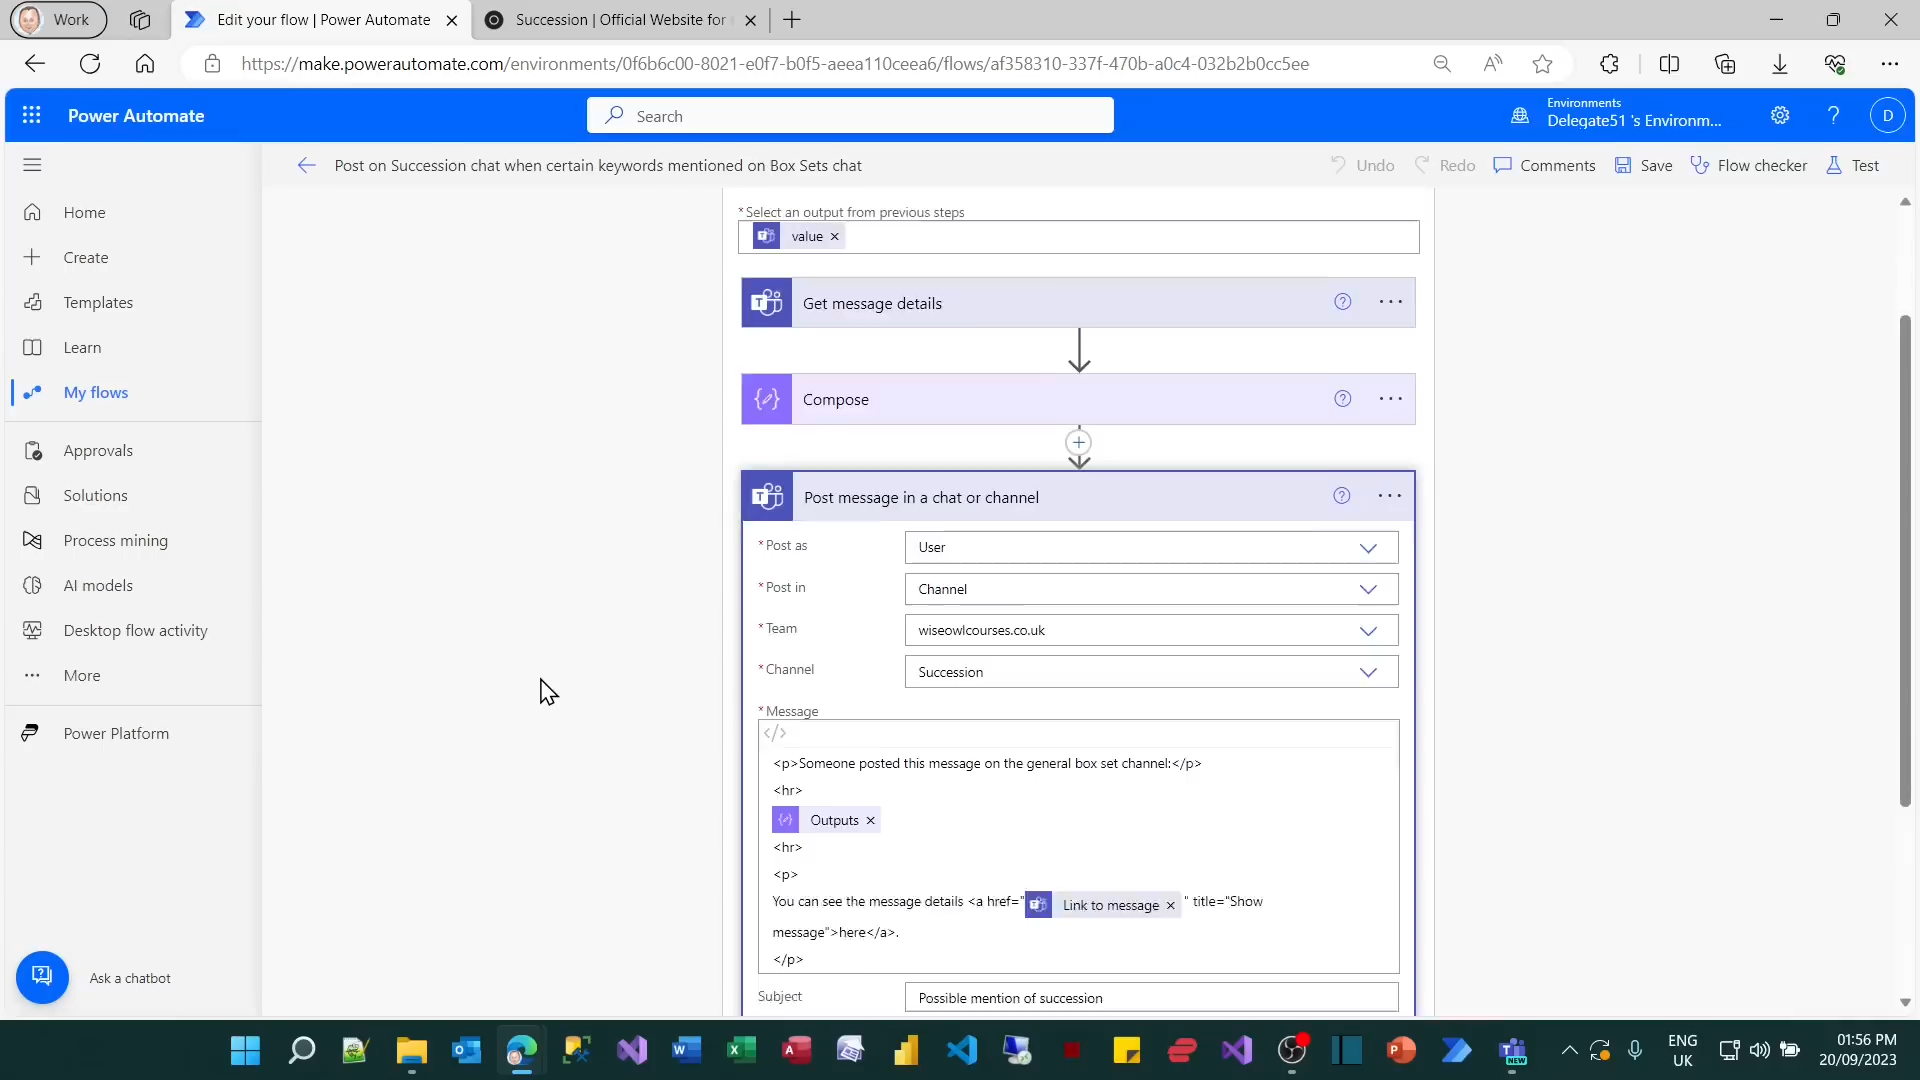 Work
Edit your flow | Power Automate
Succession | Official Website for
https://make.powerautomate.com/environments/0f6b6c00-8021-e0f7-b0f5-aeea110ceea6/flows/af358310-337f-470b-a0c4-032b2b0cc5ee
Power Automate
Search
Environments
Delegate51 's Environm...
D
Post on Succession chat when certain keywords mentioned on Box Sets chat
Undo
Redo
Comments
Save
Flow checker
Test
Home
Create
Templates
Learn
My flows
Approvals
Solutions
Process mining
AI models
Desktop flow activity
More
Power Platform
Ask a chatbot
* Select an output from previous steps
value
Get message details
Compose
Post message in a chat or channel
* Post as
User
* Post in
Channel
* Team
wiseowlcourses.co.uk
* Channel
Succession
* Message
</>
<p>Someone posted this message on the general box set channel:</p>
<hr>
Outputs
<hr>
<p>
You can see the message details <a href=" Link to message " title="Show
message">here</a>.
</p>
Subject
Possible mention of succession
NEW
ENG
UK
01:56 PM
20/09/2023